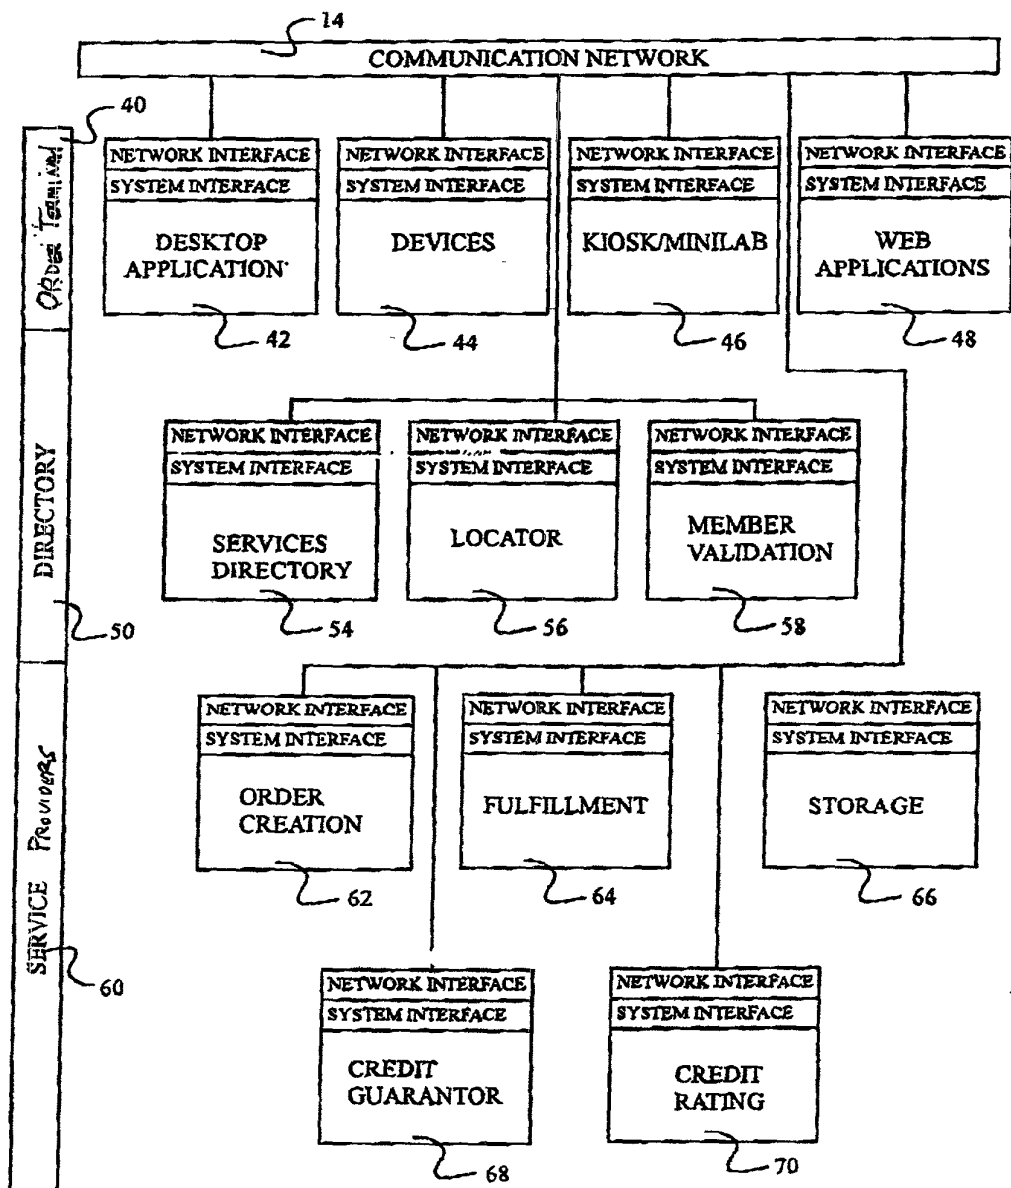 14
COMMUNICATION NETWORK
40
ORDER TERMINAL
NETWORK INTERFACE
SYSTEM INTERFACE
DESKTOP
APPLICATION
42
NETWORK INTERFACE
SYSTEM INTERFACE
DEVICES
44
NETWORK INTERFACE
SYSTEM INTERFACE
KIOSK/MINILAB
46
NETWORK INTERFACE
SYSTEM INTERFACE
WEB
APPLICATIONS
48
DIRECTORY
50
NETWORK INTERFACE
SYSTEM INTERFACE
SERVICES
DIRECTORY
54
NETWORK INTERFACE
SYSTEM INTERFACE
LOCATOR
56
NETWORK INTERFACE
SYSTEM INTERFACE
MEMBER
VALIDATION
58
SERVICE PROVIDERS
60
NETWORK INTERFACE
SYSTEM INTERFACE
ORDER
CREATION
62
NETWORK INTERFACE
SYSTEM INTERFACE
FULFILLMENT
64
NETWORK INTERFACE
SYSTEM INTERFACE
STORAGE
66
NETWORK INTERFACE
SYSTEM INTERFACE
CREDIT
GUARANTOR
68
NETWORK INTERFACE
SYSTEM INTERFACE
CREDIT
RATING
70